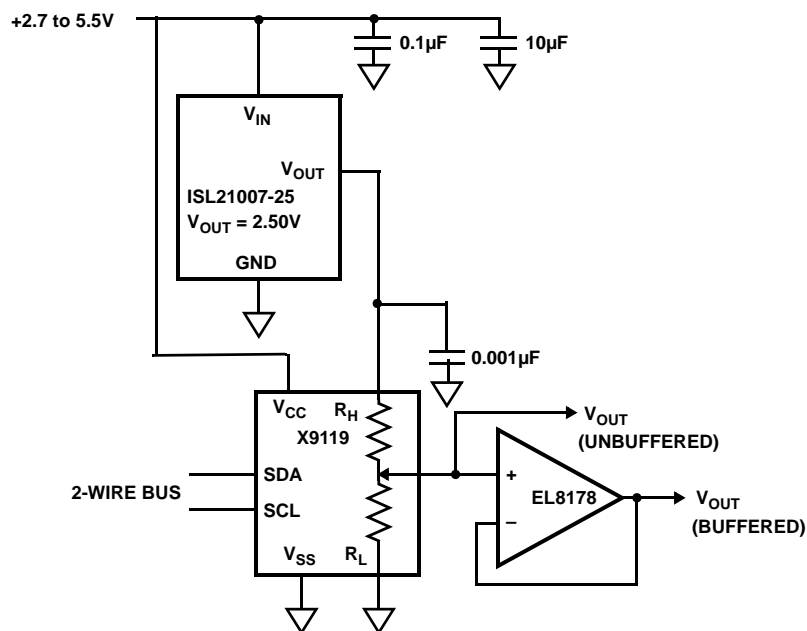 +2.7 to 5.5V
0.1µF
10µF
VIN
VOUT
ISL21007-25
VOUT = 2.50V
GND
0.001µF
VCC
RH
X9119
VOUT
(UNBUFFERED)
SDA
+
2-WIRE BUS
EL8178
VOUT
(BUFFERED)
SCL
–
VSS
RL